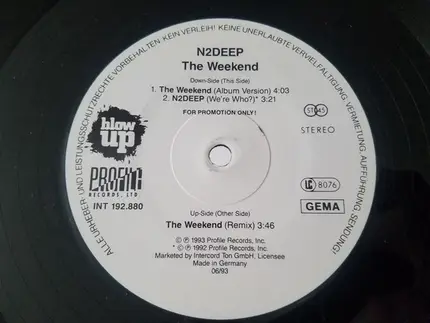 ALLE URHEBER- UND LEISTUNGSSCHUTZRECHTE VORBEHALTEN. KEIN VERLEIH! KEINE UNERLAUBTE VERVIELFÄLTIGUNG, VERMIETUNG, AUFFÜHRUNG, SENDUNG!
N2DEEP
The Weekend
Down-Side (This Side)
1. The Weekend (Album Version) 4:03
2. N2DEEP (We're Who?)* 3:21
FOR PROMOTION ONLY!
blow up
ST 45
STEREO
PROFILE
RECORDS, LTD.
INT 192.880
LC 8076
GEMA
Up-Side (Other Side)
The Weekend (Remix) 3:46
© ℗ 1993 Profile Records, Inc.
* © ℗ 1992 Profile Records, Inc.
Marketed by Intercord Ton GmbH, Licensee
Made in Germany
06/93